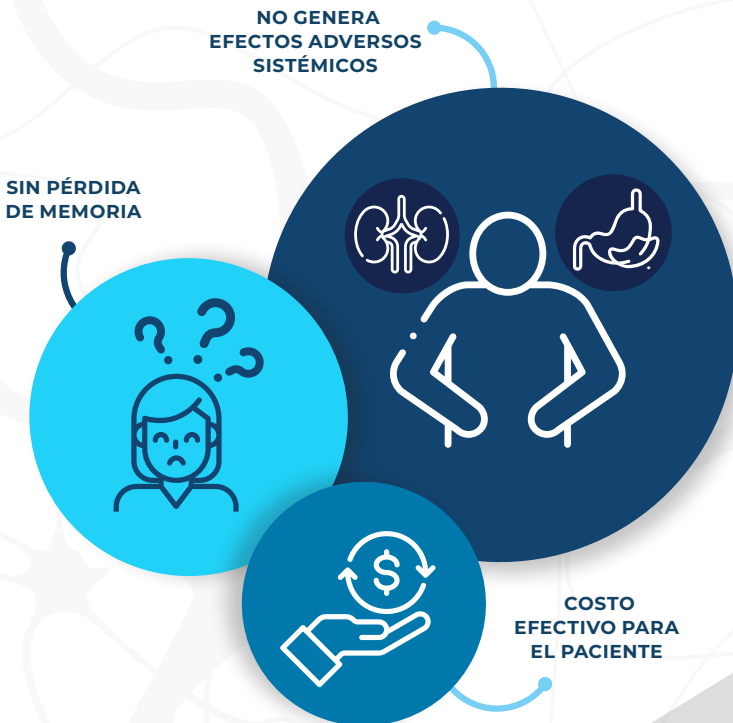 NO GENERA
EFECTOS ADVERSOS
SISTÉMICOS
SIN PÉRDIDA
DE MEMORIA
$
COSTO
EFECTIVO PARA
EL PACIENTE